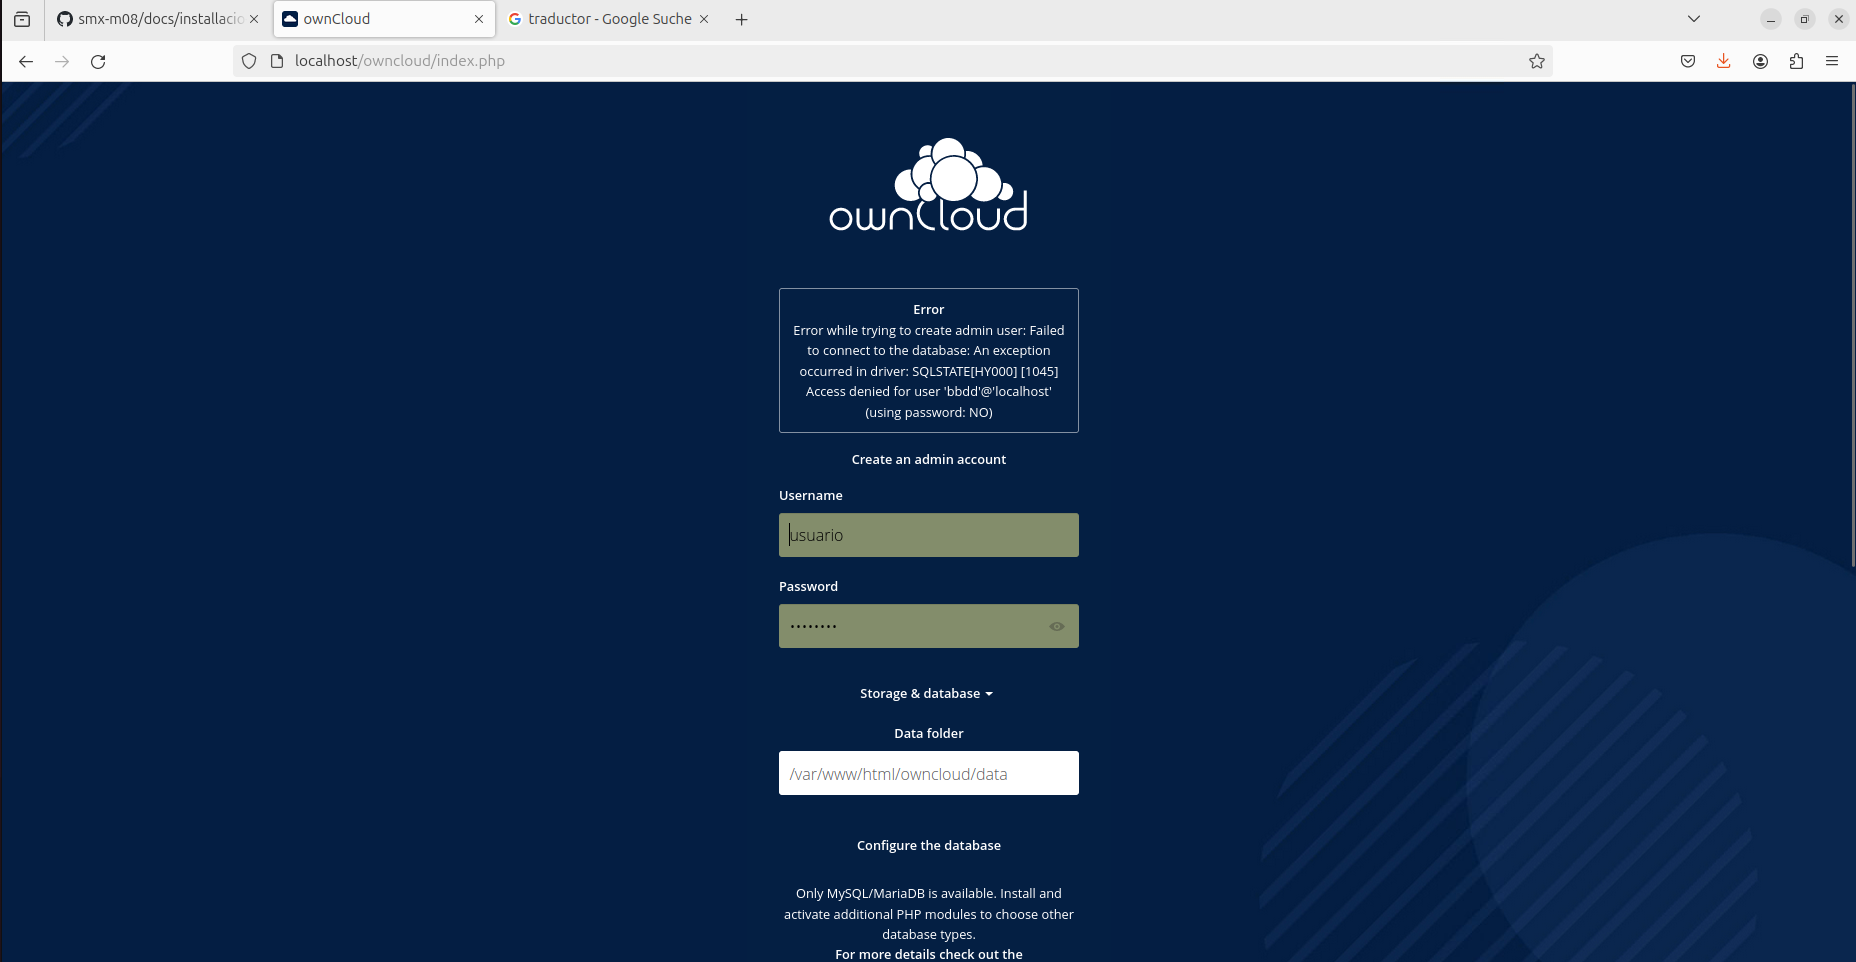 smx-m08/docs/installacio
ownCloud
traductor - Google Suche
localhost/owncloud/index.php
ownCloud
Error
Error while trying to create admin user: Failed
to connect to the database: An exception
occurred in driver: SQLSTATE[HY000] [1045]
Access denied for user 'bbdd'@'localhost'
(using password: NO)
Create an admin account
Username
usuario
Password
Storage & database
Data folder
/var/www/html/owncloud/data
Configure the database
Only MySQL/MariaDB is available. Install and
activate additional PHP modules to choose other
database types.
For more details check out the